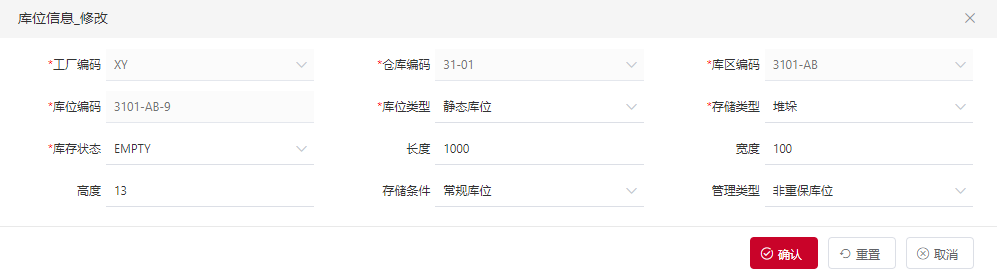 库位信息_修改
*工厂编码 XY *仓库编码 31-01 *库区编码 3101-AB
*库位编码 3101-AB-9 *库位类型 静态库位 *存储类型 堆垛
*库存状态 EMPTY 长度 1000 宽度 100
高度 13 存储条件 常规库位 管理类型 非重保库位
确认 重置 取消